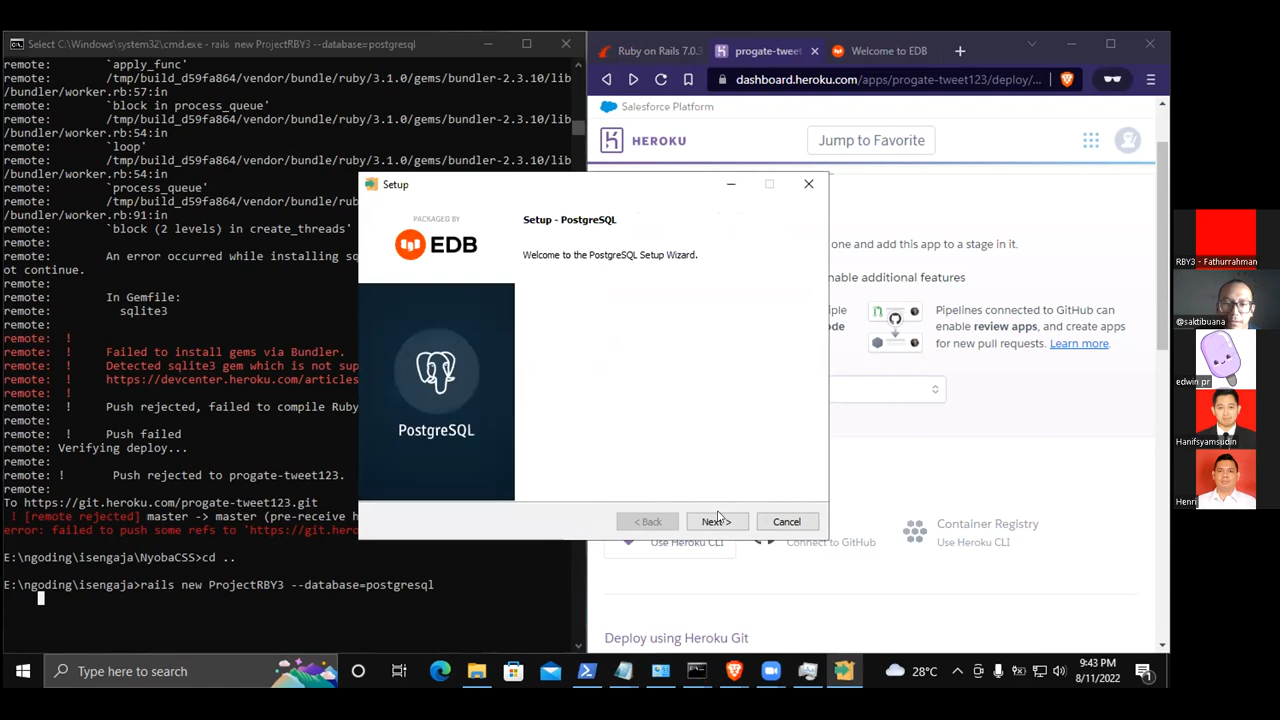 Select C:\Windows\system32\cmd.exe - rails new ProjectRBY3 --database=postgresql
remote: `apply_func'
remote: /tmp/build_d59fa864/vendor/bundle/ruby/3.1.0/gems/bundler-2.3.10/lib
/bundler/worker.rb:57:in
remote: `block in process_queue'
remote: /tmp/build_d59fa864/vendor/bundle/ruby/3.1.0/gems/bundler-2.3.10/lib
/bundler/worker.rb:54:in
remote: `loop'
remote: /tmp/build_d59fa864/vendor/bundle/ruby/3.1.0/gems/bundler-2.3.10/lib
/bundler/worker.rb:54:in
remote: `process_queue'
remote: /tmp/build_d59fa864/vendor/
/bundler/worker.rb:91:in
remote: `block (2 levels) in create_threads'
remote:
remote: An error occurred while installing sq
ot continue.
remote:
remote: In Gemfile:
remote: sqlite3
remote:
remote: !
remote: ! Failed to install gems via Bundler.
remote: ! Detected sqlite3 gem which is not sup
remote: ! https://devcenter.heroku.com/articles
remote: !
remote: ! Push rejected, failed to compile Ruby
remote:
remote: ! Push failed
remote: Verifying deploy...
remote:
remote: ! Push rejected to progate-tweet123.
remote:
To https://git.heroku.com/progate-tweet123.git
! [remote rejected] master -> master (pre-receive h
error: failed to push some refs to 'https://git.hero
E:\ngoding\isengaja\NyobaCSS>cd ..
E:\ngoding\isengaja>rails new ProjectRBY3 --database=postgresql
Setup
PACKAGED BY
EDB
PostgreSQL
Setup - PostgreSQL
Welcome to the PostgreSQL Setup Wizard.
< Back
Next >
Cancel
Ruby on Rails 7.0.3
progate-tweet
Welcome to EDB
dashboard.heroku.com/apps/progate-tweet123/deploy/...
Salesforce Platform
HEROKU
Jump to Favorite
one and add this app to a stage in it.
nable additional features
iple
ode
Pipelines connected to GitHub can
enable review apps, and create apps
for new pull requests. Learn more.
Use Heroku CLI
Connect to GitHub
Container Registry
Use Heroku CLI
Deploy using Heroku Git
RBY3 - Fathurrahman
@saktibuana
edwin pr
Hanifsyamsudin
Henri
Type here to search
28°C
9:43 PM
8/11/2022
1